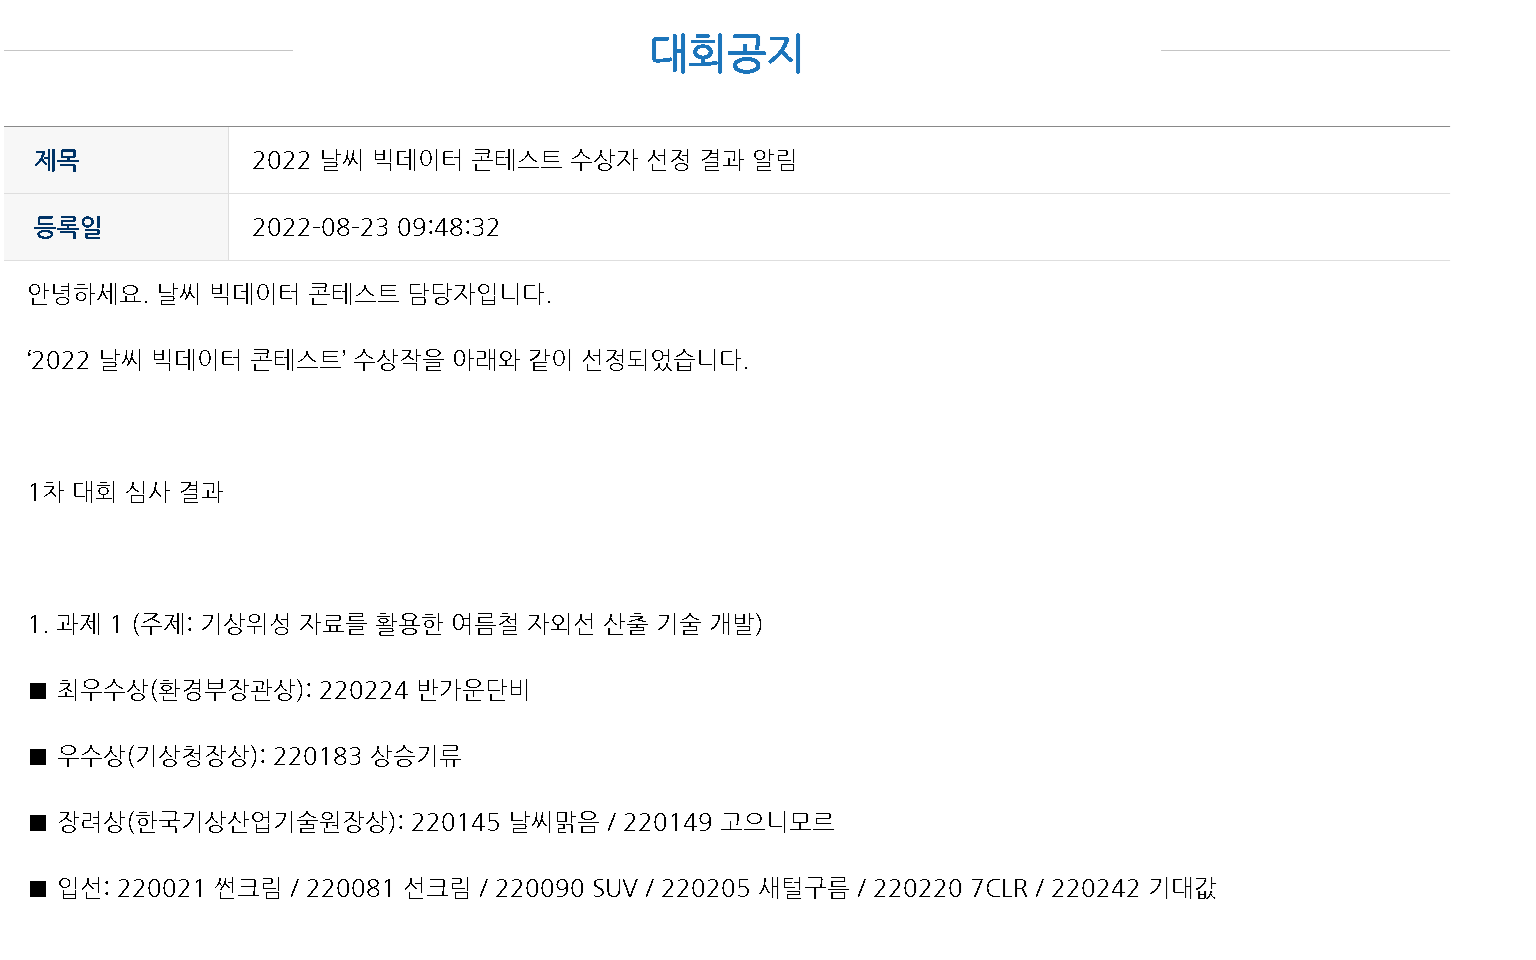 대회공지
제목 2022 날씨 빅데이터 콘테스트 수상자 선정 결과 알림
등록일 2022-08-23 09:48:32
안녕하세요. 날씨 빅데이터 콘테스트 담당자입니다.
‘2022 날씨 빅데이터 콘테스트’ 수상작을 아래와 같이 선정되었습니다.
1차 대회 심사 결과
1. 과제 1 (주제: 기상위성 자료를 활용한 여름철 자외선 산출 기술 개발)
■ 최우수상(환경부장관상): 220224 반가운단비
■ 우수상(기상청장상): 220183 상승기류
■ 장려상(한국기상산업기술원장상): 220145 날씨맑음 / 220149 고으니모르
■ 입선: 220021 썬크림 / 220081 선크림 / 220090 SUV / 220205 새털구름 / 220220 7CLR / 220242 기대값